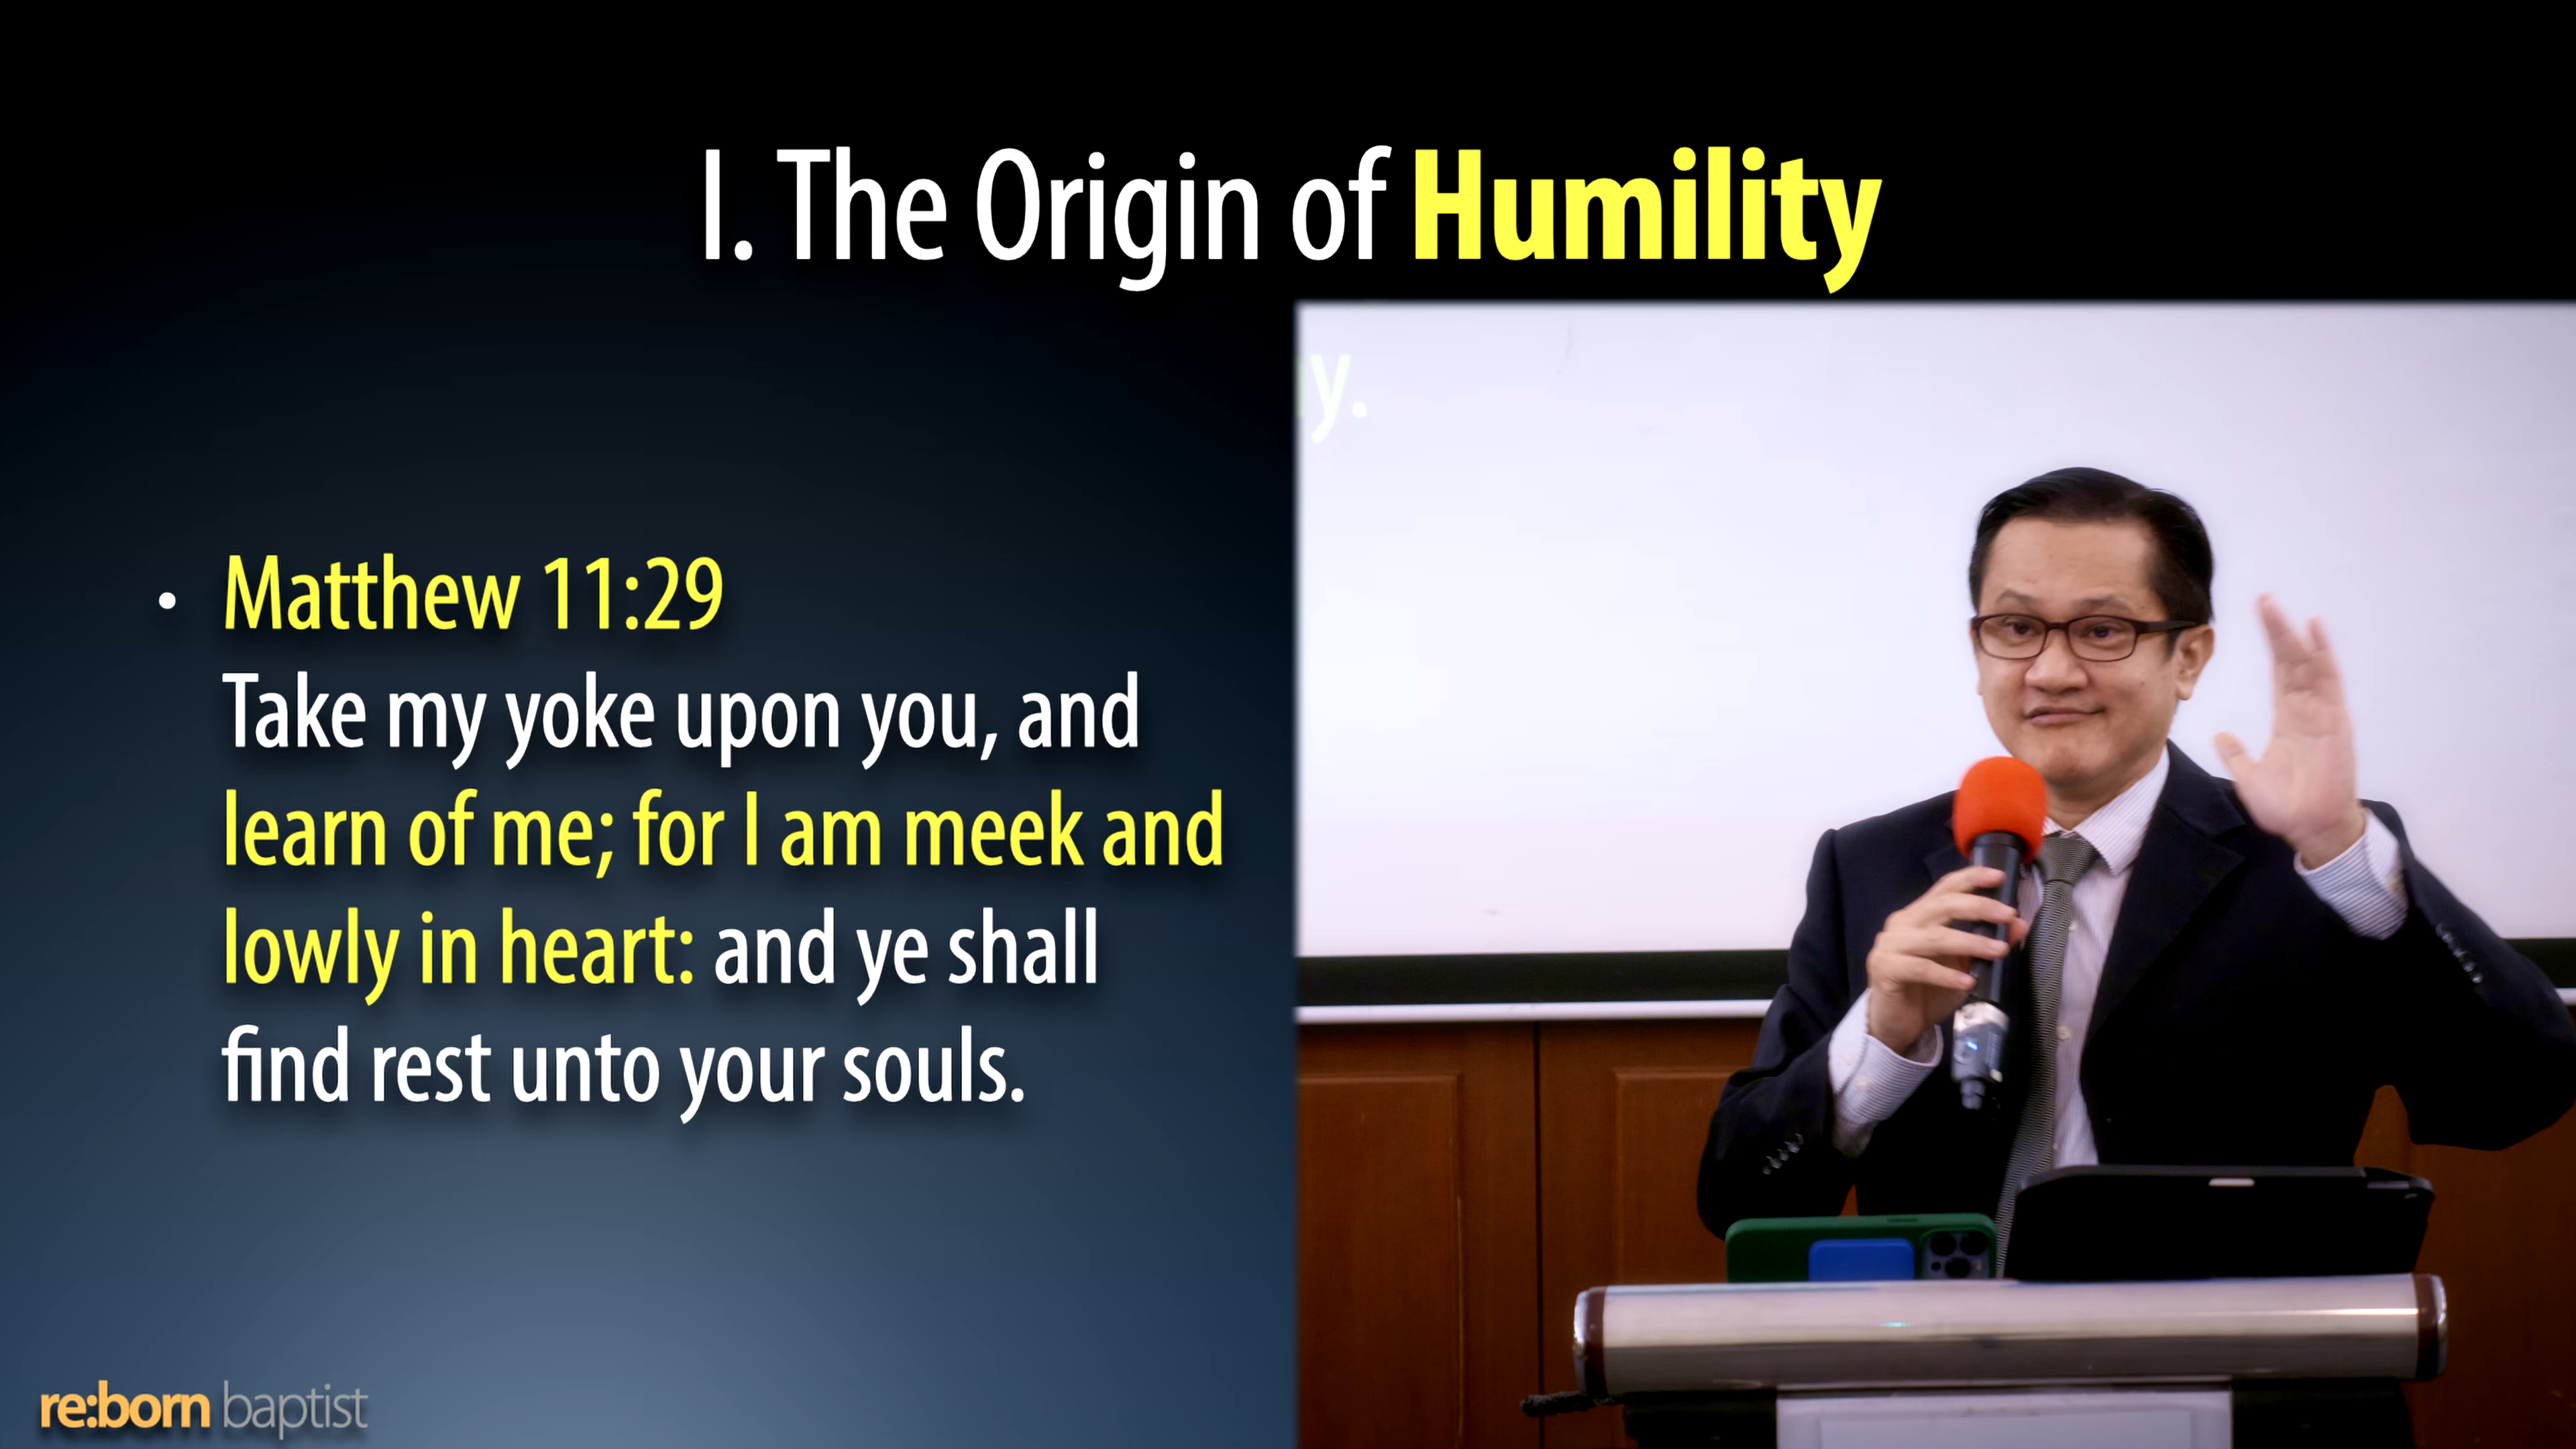 I. The Origin of Humility
y.
• Matthew 11:29
Take my yoke upon you, and
learn of me; for I am meek and
lowly in heart: and ye shall
find rest unto your souls.
re:born baptist